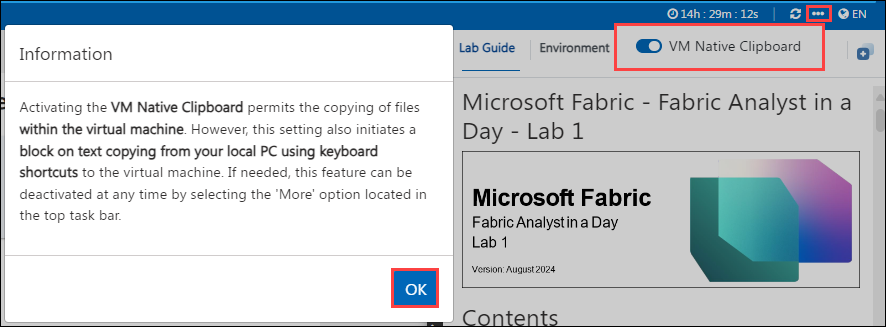 14h : 29m : 12s
EN
Information
Activating the VM Native Clipboard permits the copying of files
within the virtual machine. However, this setting also initiates a
block on text copying from your local PC using keyboard
shortcuts to the virtual machine. If needed, this feature can be
deactivated at any time by selecting the 'More' option located in
the top task bar.
OK
Lab Guide
Environment
VM Native Clipboard
Microsoft Fabric - Fabric Analyst in a
Day - Lab 1
Microsoft Fabric
Fabric Analyst in a Day
Lab 1
Version: August 2024
Contents